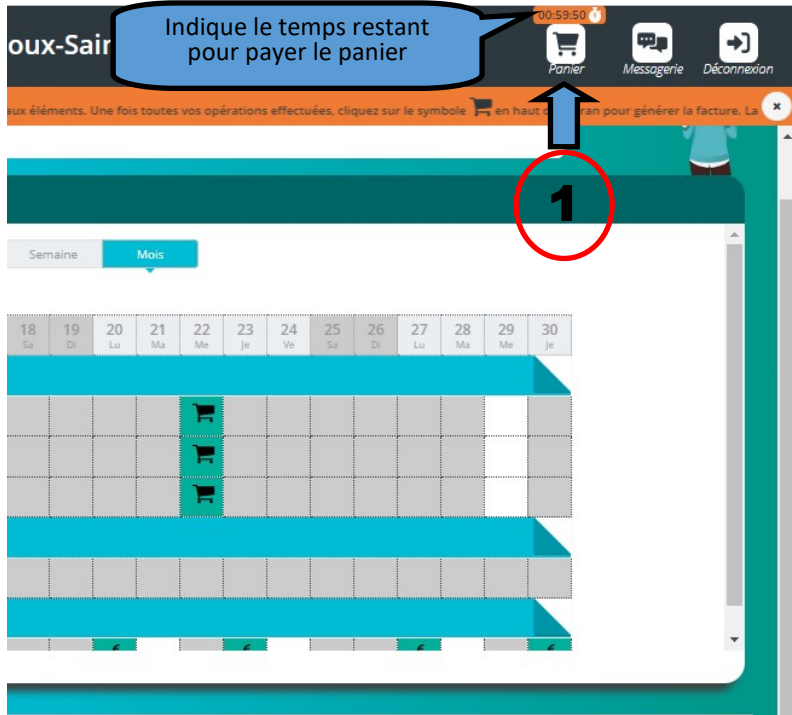 Indique le temps restant
pour payer le panier
00:59:50
oux-Sai
Panier
Messagerie
Déconnexion
aux éléments. Une fois toutes vos opérations effectuées, cliquez sur le symbole en haut ran pour générer la facture. La
1
Semaine Mois
18 19 20 21 22 23 24 25 26 27 28 29 30
Sa Di Lu Ma Me Je Ve Sa Di Lu Ma Me Je
€ € € €